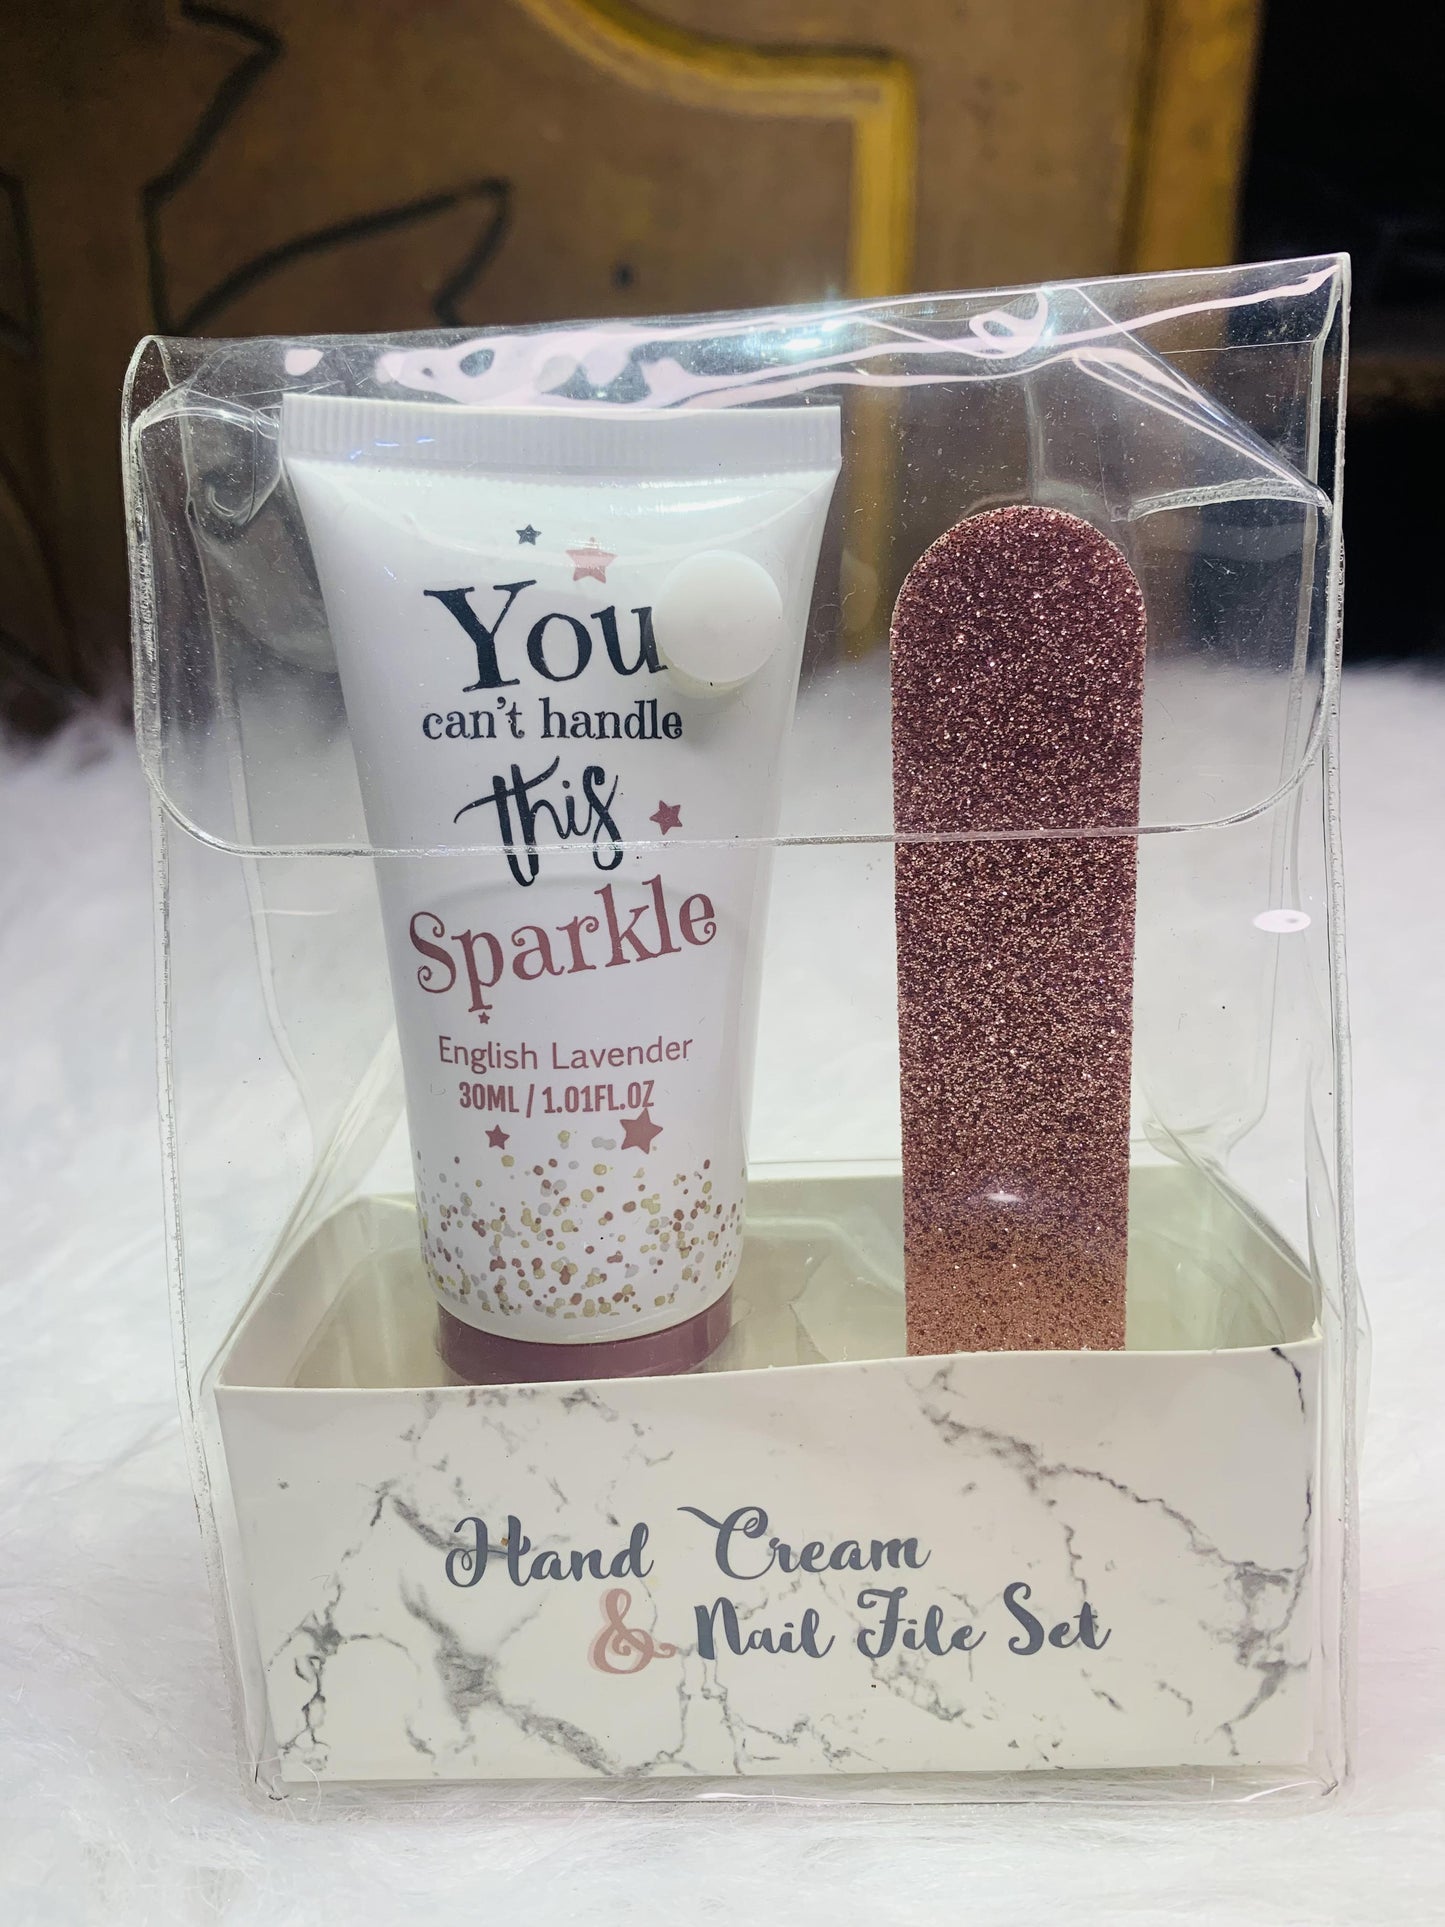 You
can't handle
this
Sparkle
English Lavender
30ML / 1.01FL.OZ
Hand Cream
& Nail File Set